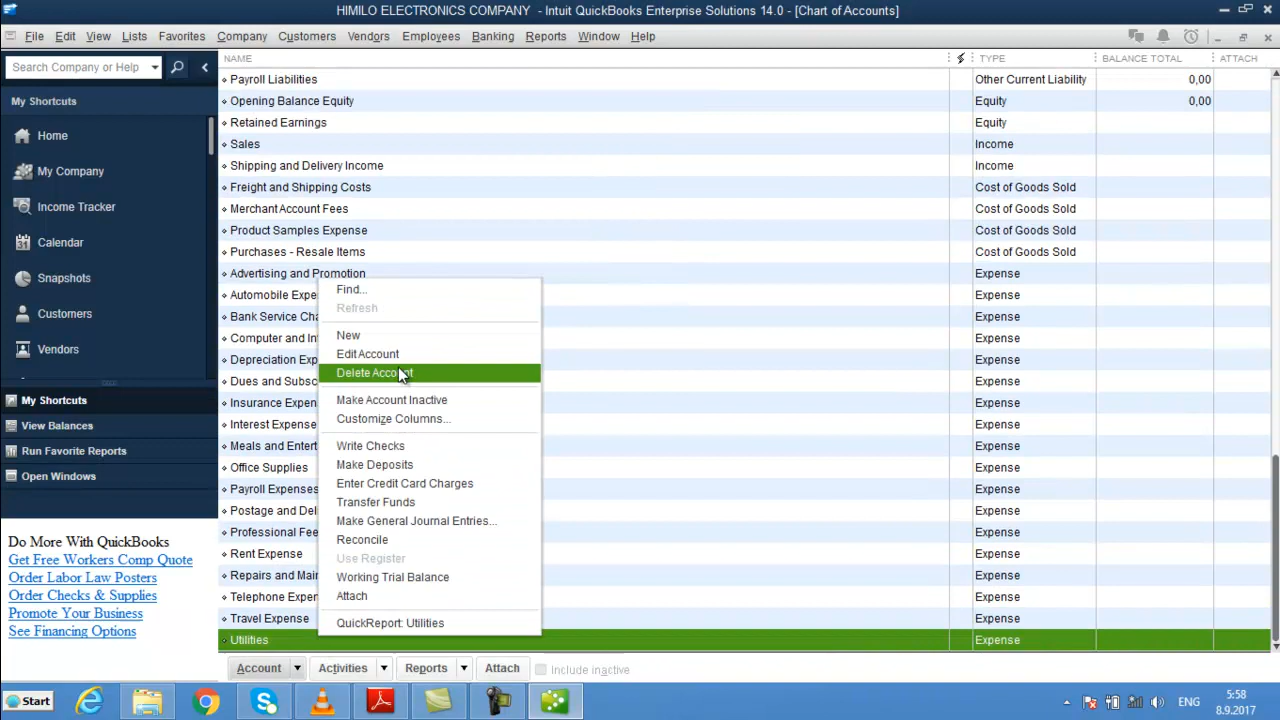 HIMILO ELECTRONICS COMPANY - Intuit QuickBooks Enterprise Solutions 14.0 - [Chart of Accounts]
File Edit View Lists Favorites Company Customers Vendors Employees Banking Reports Window Help
Search Company or Help
NAME TYPE BALANCE TOTAL ATTACH
Payroll Liabilities Other Current Liability 0,00
My Shortcuts
Opening Balance Equity Equity 0,00
Retained Earnings Equity
Home
Sales Income
Shipping and Delivery Income Income
My Company
Freight and Shipping Costs Cost of Goods Sold
Income Tracker
Merchant Account Fees Cost of Goods Sold
Product Samples Expense Cost of Goods Sold
Calendar
Purchases - Resale Items Cost of Goods Sold
Snapshots
Advertising and Promotion Expense
Find...
Automobile Expe Expense
Refresh
Customers
Bank Service Cha Expense
New
Computer and In Expense
Vendors
Edit Account
Depreciation Exp Expense
Delete Account
Dues and Subsc Expense
My Shortcuts
Make Account Inactive
Insurance Expen Expense
View Balances
Customize Columns...
Interest Expense Expense
Run Favorite Reports
Write Checks
Meals and Entert Expense
Make Deposits
Office Supplies Expense
Open Windows
Enter Credit Card Charges
Payroll Expenses Expense
Transfer Funds
Postage and Del Expense
Make General Journal Entries...
Professional Fee Expense
Do More With QuickBooks
Reconcile
Get Free Workers Comp Quote
Use Register
Rent Expense Expense
Order Labor Law Posters
Working Trial Balance
Repairs and Mai Expense
Order Checks & Supplies
Attach
Telephone Expen Expense
Promote Your Business
QuickReport: Utilities
Travel Expense Expense
See Financing Options
Utilities Expense
Account Activities Reports Attach Include inactive
Start
ENG
5:58
8.9.2017